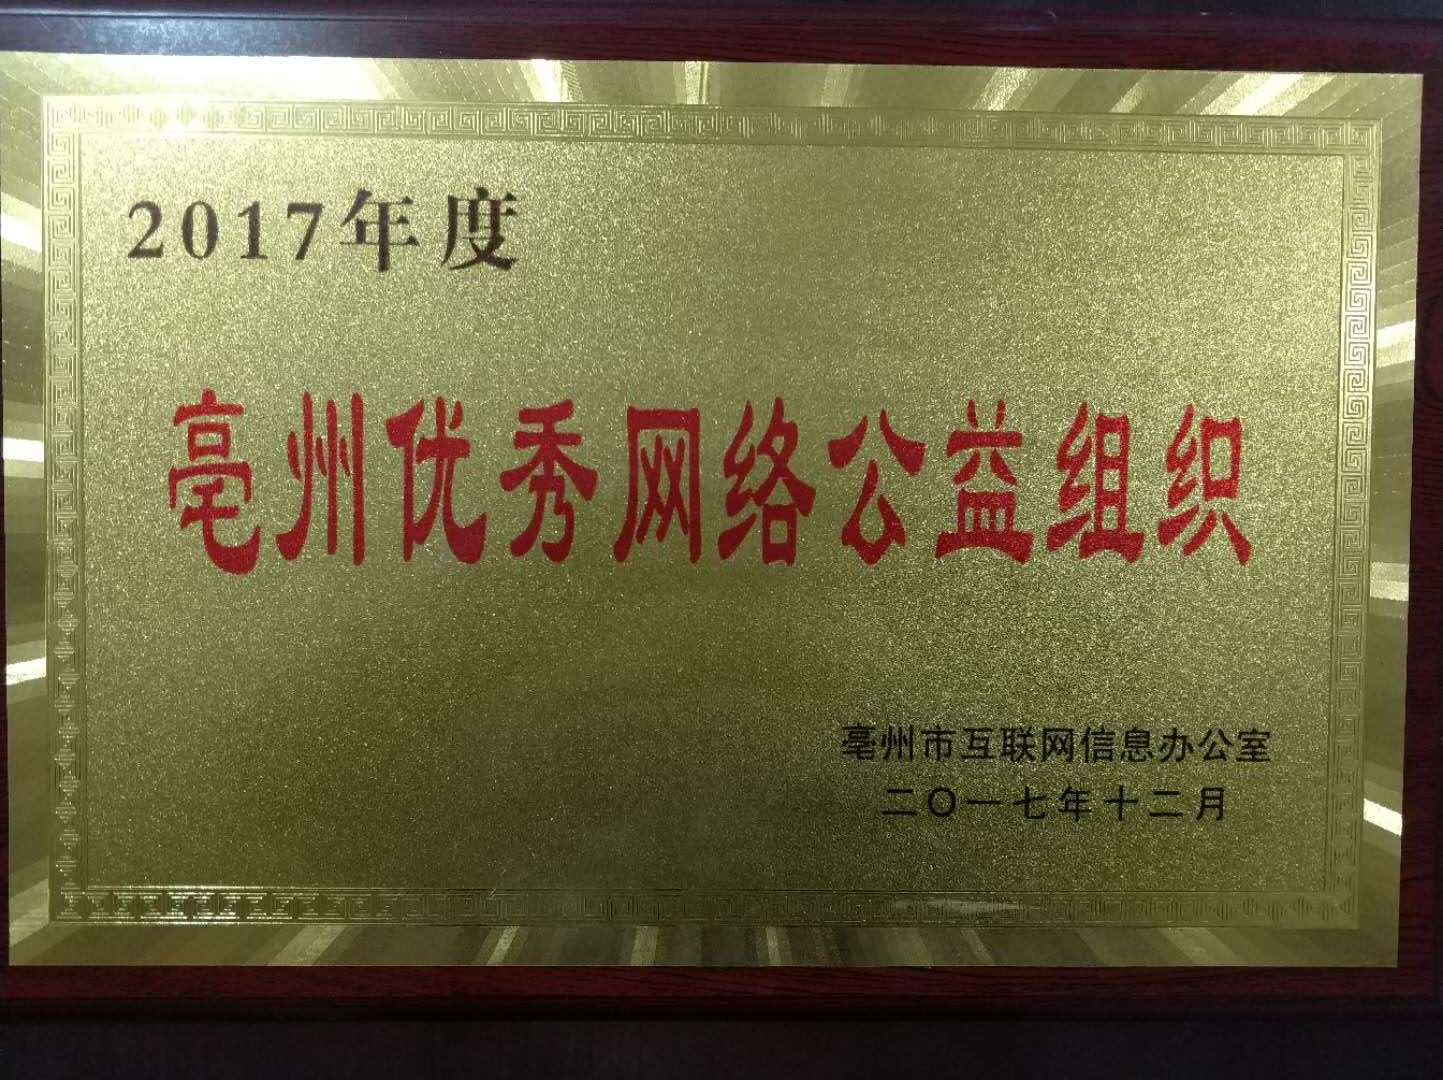 2017年度
亳州优秀网络公益组织
亳州市互联网信息办公室
二〇一七年十二月